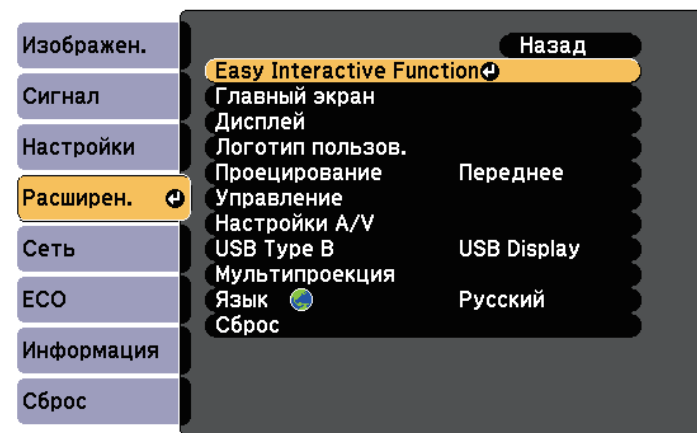 Изображен.
Сигнал
Настройки
Расширен.
Сеть
ECO
Информация
Сброс
Назад
Easy Interactive Function
Главный экран
Дисплей
Логотип пользов.
Проецирование Переднее
Управление
Настройки A/V
USB Type B USB Display
Мультипроекция
Язык Русский
Сброс